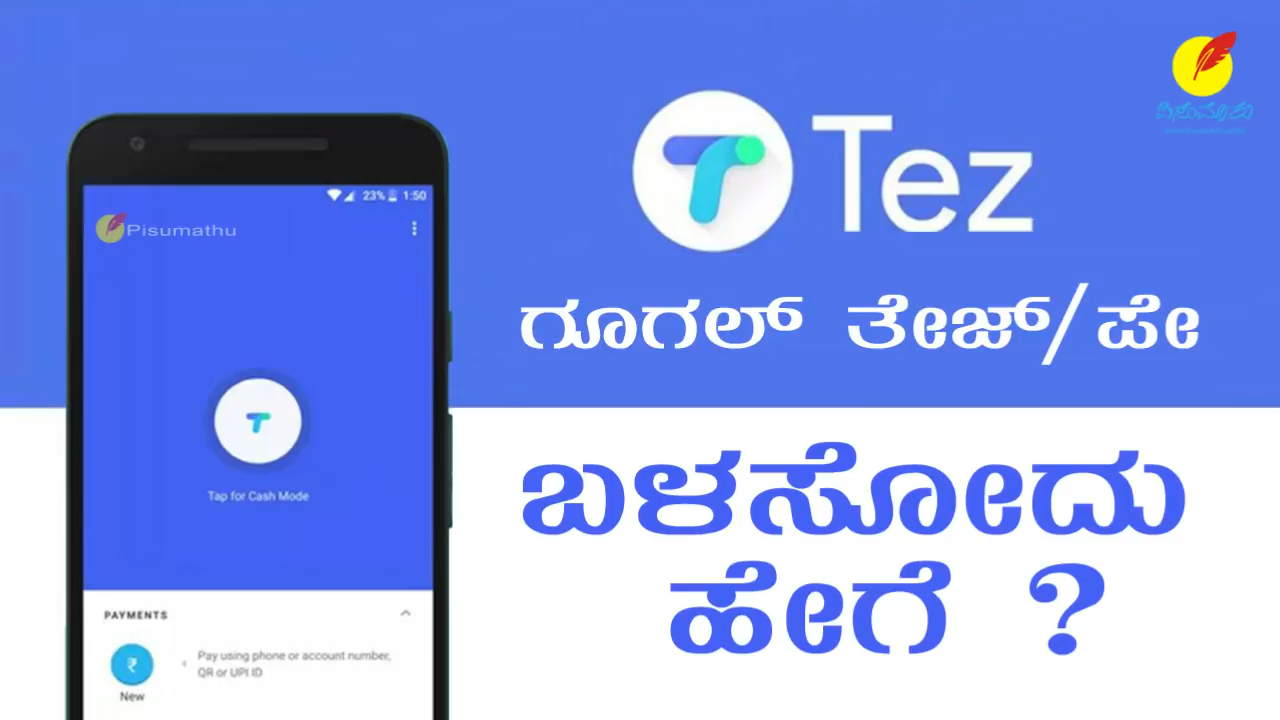 ಪಿಸುಮಾತು
23% 1:50
Pisumathu
Tez
ಗೂಗಲ್ ತೇಜ್/ಪೇ
Tap for Cash Mode
ಬಳಸೋದು
ಹೇಗೆ ?
PAYMENTS
Pay using phone or account number,
QR or UPI ID
New